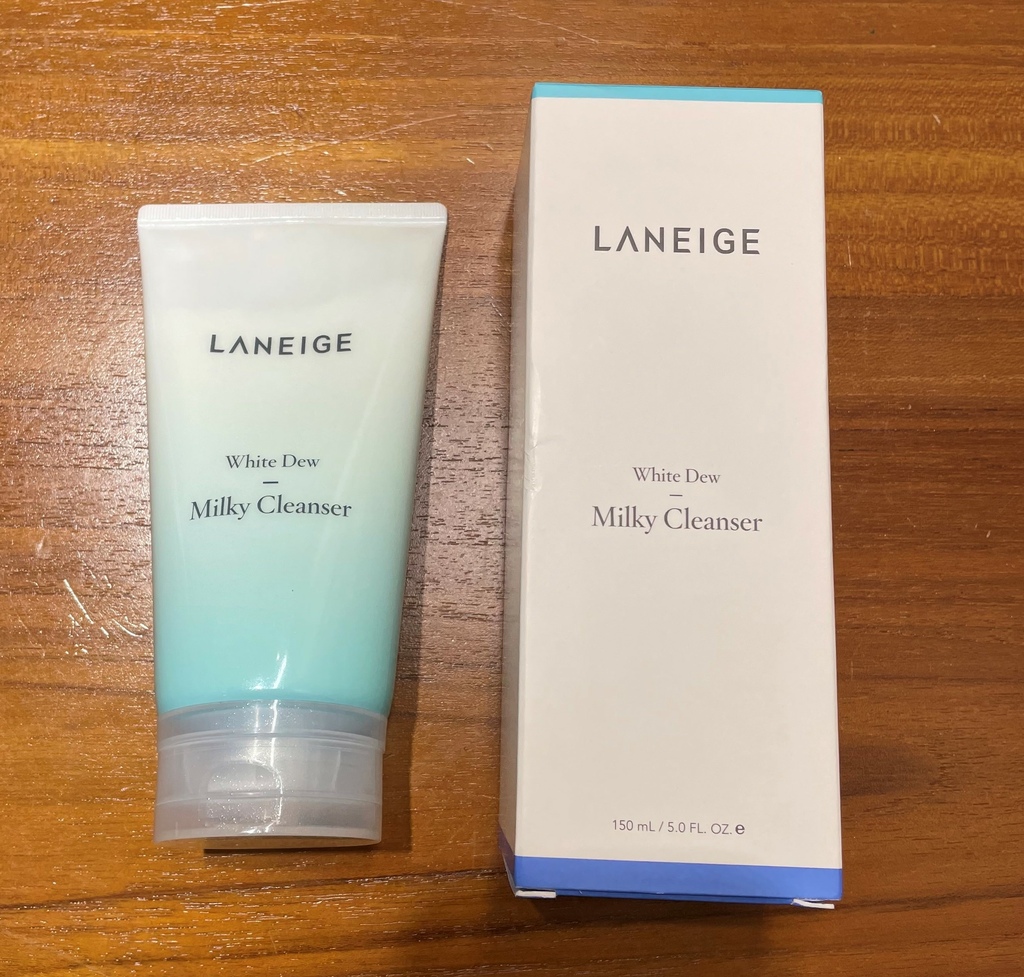 LANEIGE
White Dew
Milky Cleanser
LANEIGE
White Dew
Milky Cleanser
150 mL / 5.0 FL. OZ. e